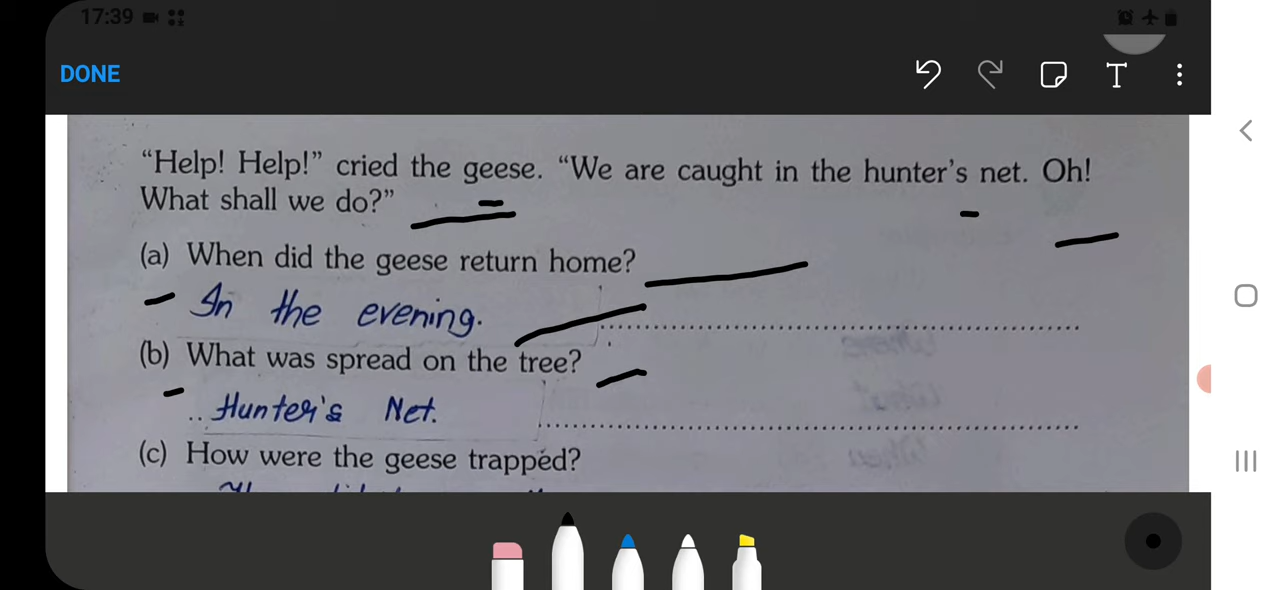 17:39
DONE
T
“Help! Help!” cried the geese. “We are caught in the hunter's net. Oh!
What shall we do?”
(a) When did the geese return home?
In the evening.
(b) What was spread on the tree?
Hunter's Net.
(c) How were the geese trapped?